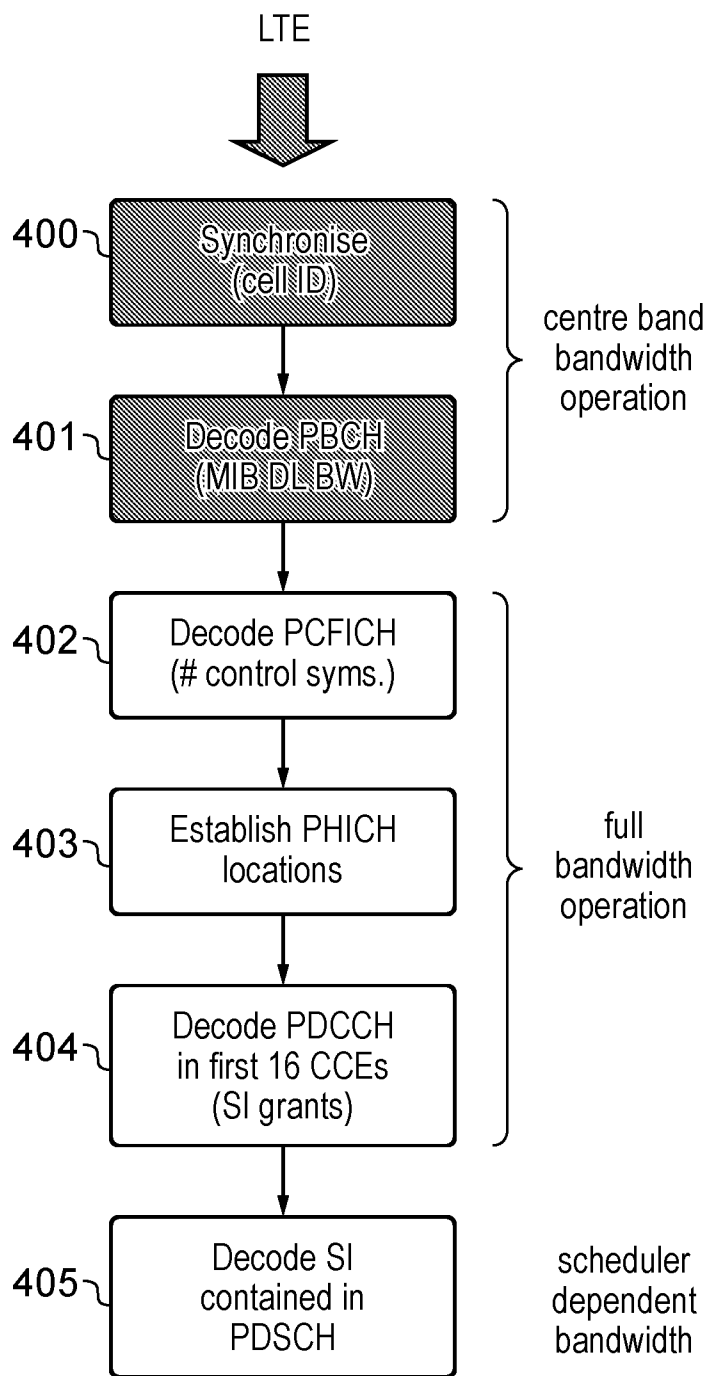 LTE
400
Synchronise
(cell ID)
centre band
bandwidth
operation
401
Decode PBCH
(MIB DL BW)
402
Decode PCFICH
(# control syms.)
403
Establish PHICH
locations
full
bandwidth
operation
404
Decode PDCCH
in first 16 CCEs
(SI grants)
405
Decode SI
contained in
PDSCH
scheduler
dependent
bandwidth